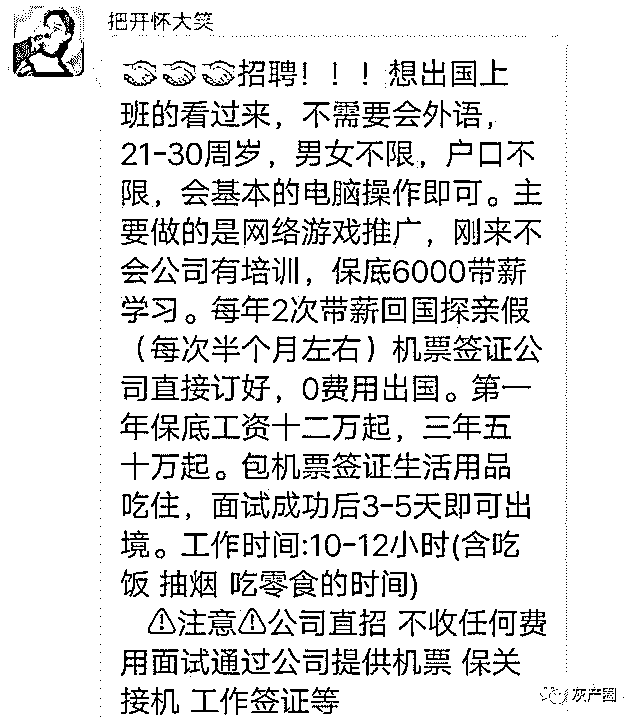 把开怀大笑
🤝🤝🤝招聘！！！想出国上
班的看过来，不需要会外语，
21-30周岁，男女不限，户口不
限，会基本的电脑操作即可。主
要做的是网络游戏推广，刚来不
会公司有培训，保底6000带薪
学习。每年2次带薪回国探亲假
（每次半个月左右）机票签证公
司直接订好，0费用出国。第一
年保底工资十二万起，三年五
十万起。包机票签证生活用品
吃住，面试成功后3-5天即可出
境。工作时间:10-12小时(含吃
饭 抽烟 吃零食的时间)
⚠注意⚠公司直招 不收任何费
用面试通过公司提供机票 保关
接机 工作签证等
灰产圈